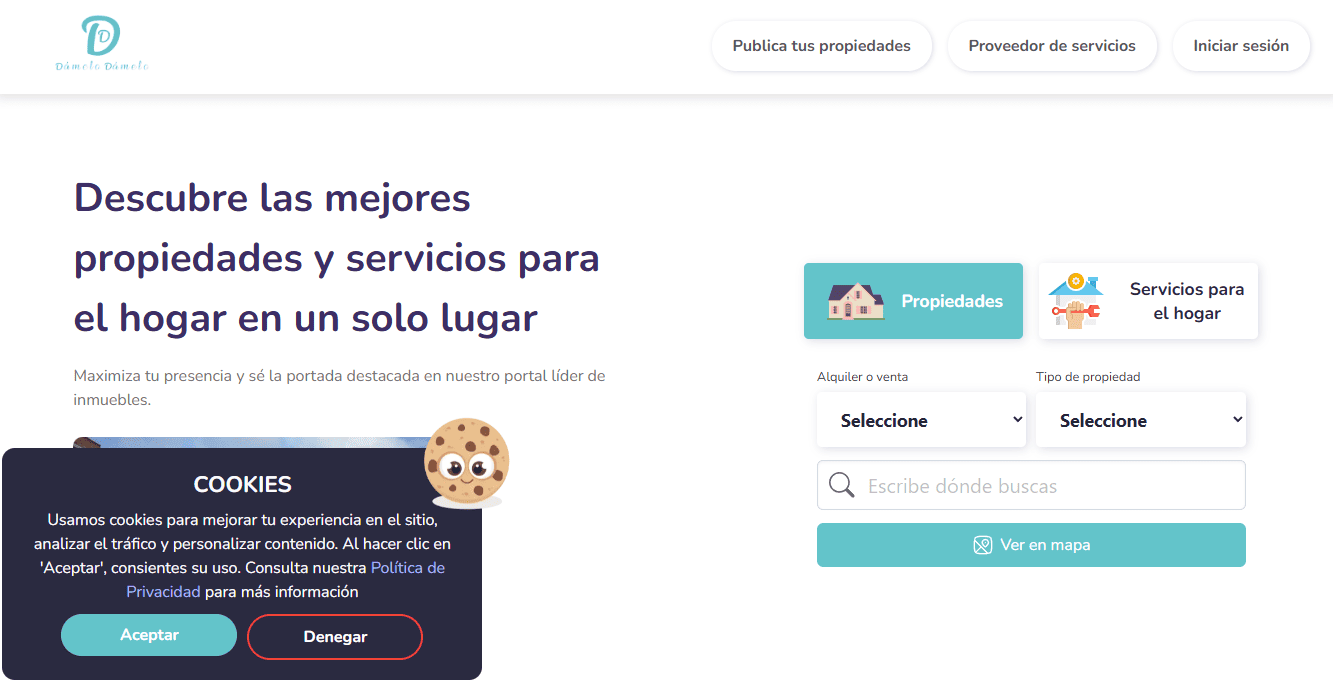 D D
Dámelo Dámelo
Publica tus propiedades
Proveedor de servicios
Iniciar sesión
Descubre las mejores
propiedades y servicios para
el hogar en un solo lugar
Maximiza tu presencia y sé la portada destacada en nuestro portal líder de
inmuebles.
Propiedades
Servicios para
el hogar
Alquiler o venta
Tipo de propiedad
Seleccione
Seleccione
Escribe dónde buscas
Ver en mapa
COOKIES
Usamos cookies para mejorar tu experiencia en el sitio,
analizar el tráfico y personalizar contenido. Al hacer clic en
'Aceptar', consientes su uso. Consulta nuestra Política de
Privacidad para más información
Aceptar
Denegar